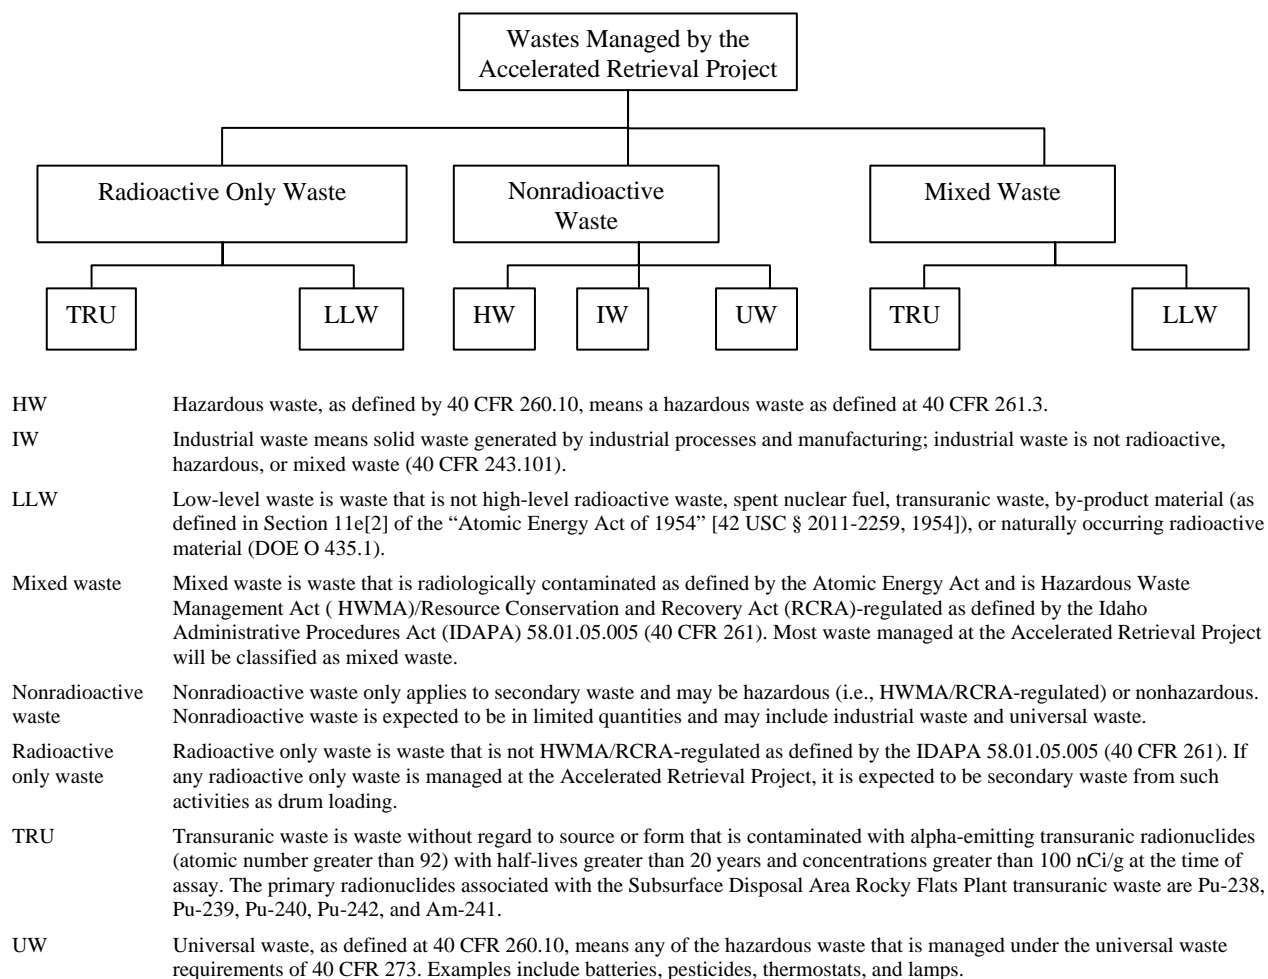 Wastes Managed by the
Accelerated Retrieval Project
Radioactive Only Waste
Nonradioactive
Waste
Mixed Waste
TRU
LLW
HW
IW
UW
TRU
LLW
HW Hazardous waste, as defined by 40 CFR 260.10, means a hazardous waste as defined at 40 CFR 261.3.
IW Industrial waste means solid waste generated by industrial processes and manufacturing; industrial waste is not radioactive,
hazardous, or mixed waste (40 CFR 243.101).
LLW Low-level waste is waste that is not high-level radioactive waste, spent nuclear fuel, transuranic waste, by-product material (as
defined in Section 11e[2] of the “Atomic Energy Act of 1954” [42 USC § 2011-2259, 1954]), or naturally occurring radioactive
material (DOE O 435.1).
Mixed waste Mixed waste is waste that is radiologically contaminated as defined by the Atomic Energy Act and is Hazardous Waste
Management Act ( HWMA)/Resource Conservation and Recovery Act (RCRA)-regulated as defined by the Idaho
Administrative Procedures Act (IDAPA) 58.01.05.005 (40 CFR 261). Most waste managed at the Accelerated Retrieval Project
will be classified as mixed waste.
Nonradioactive Nonradioactive waste only applies to secondary waste and may be hazardous (i.e., HWMA/RCRA-regulated) or nonhazardous.
waste Nonradioactive waste is expected to be in limited quantities and may include industrial waste and universal waste.
Radioactive Radioactive only waste is waste that is not HWMA/RCRA-regulated as defined by the IDAPA 58.01.05.005 (40 CFR 261). If
only waste any radioactive only waste is managed at the Accelerated Retrieval Project, it is expected to be secondary waste from such
activities as drum loading.
TRU Transuranic waste is waste without regard to source or form that is contaminated with alpha-emitting transuranic radionuclides
(atomic number greater than 92) with half-lives greater than 20 years and concentrations greater than 100 nCi/g at the time of
assay. The primary radionuclides associated with the Subsurface Disposal Area Rocky Flats Plant transuranic waste are Pu-238,
Pu-239, Pu-240, Pu-242, and Am-241.
UW Universal waste, as defined at 40 CFR 260.10, means any of the hazardous waste that is managed under the universal waste
requirements of 40 CFR 273. Examples include batteries, pesticides, thermostats, and lamps.